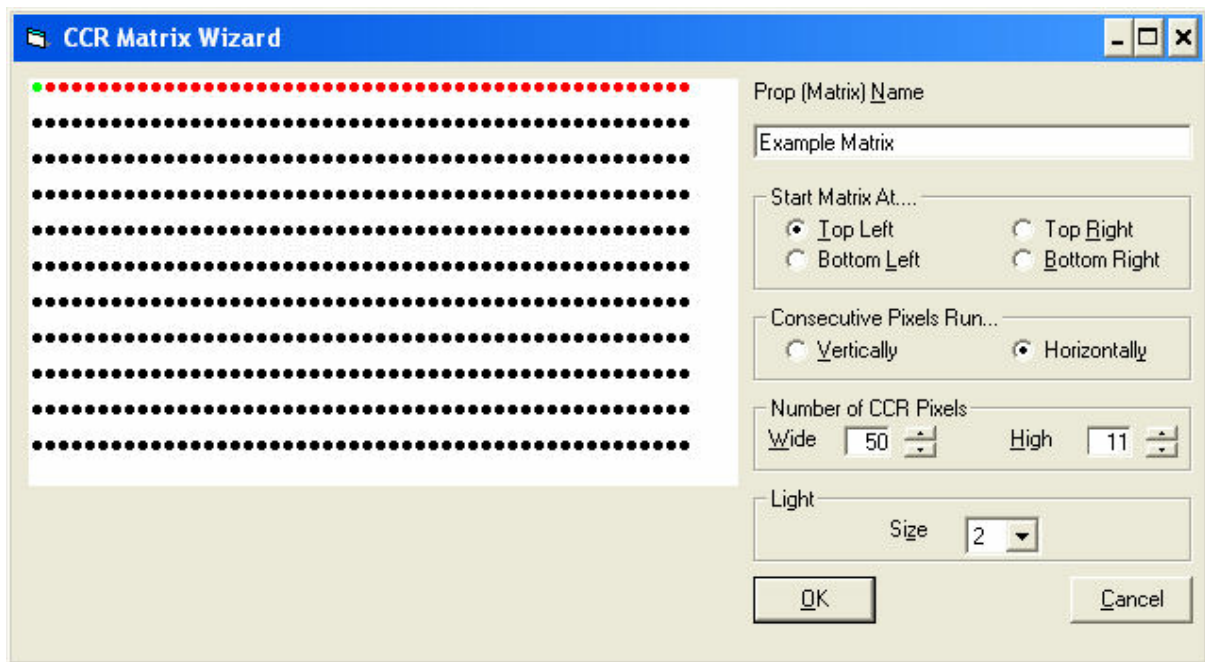 CCR Matrix Wizard
Prop (Matrix) Name
Example Matrix
Start Matrix At....
Top Left
Top Right
Bottom Left
Bottom Right
Consecutive Pixels Run...
Vertically
Horizontally
Number of CCR Pixels
Wide 50
High 11
Light
Size 2
OK
Cancel